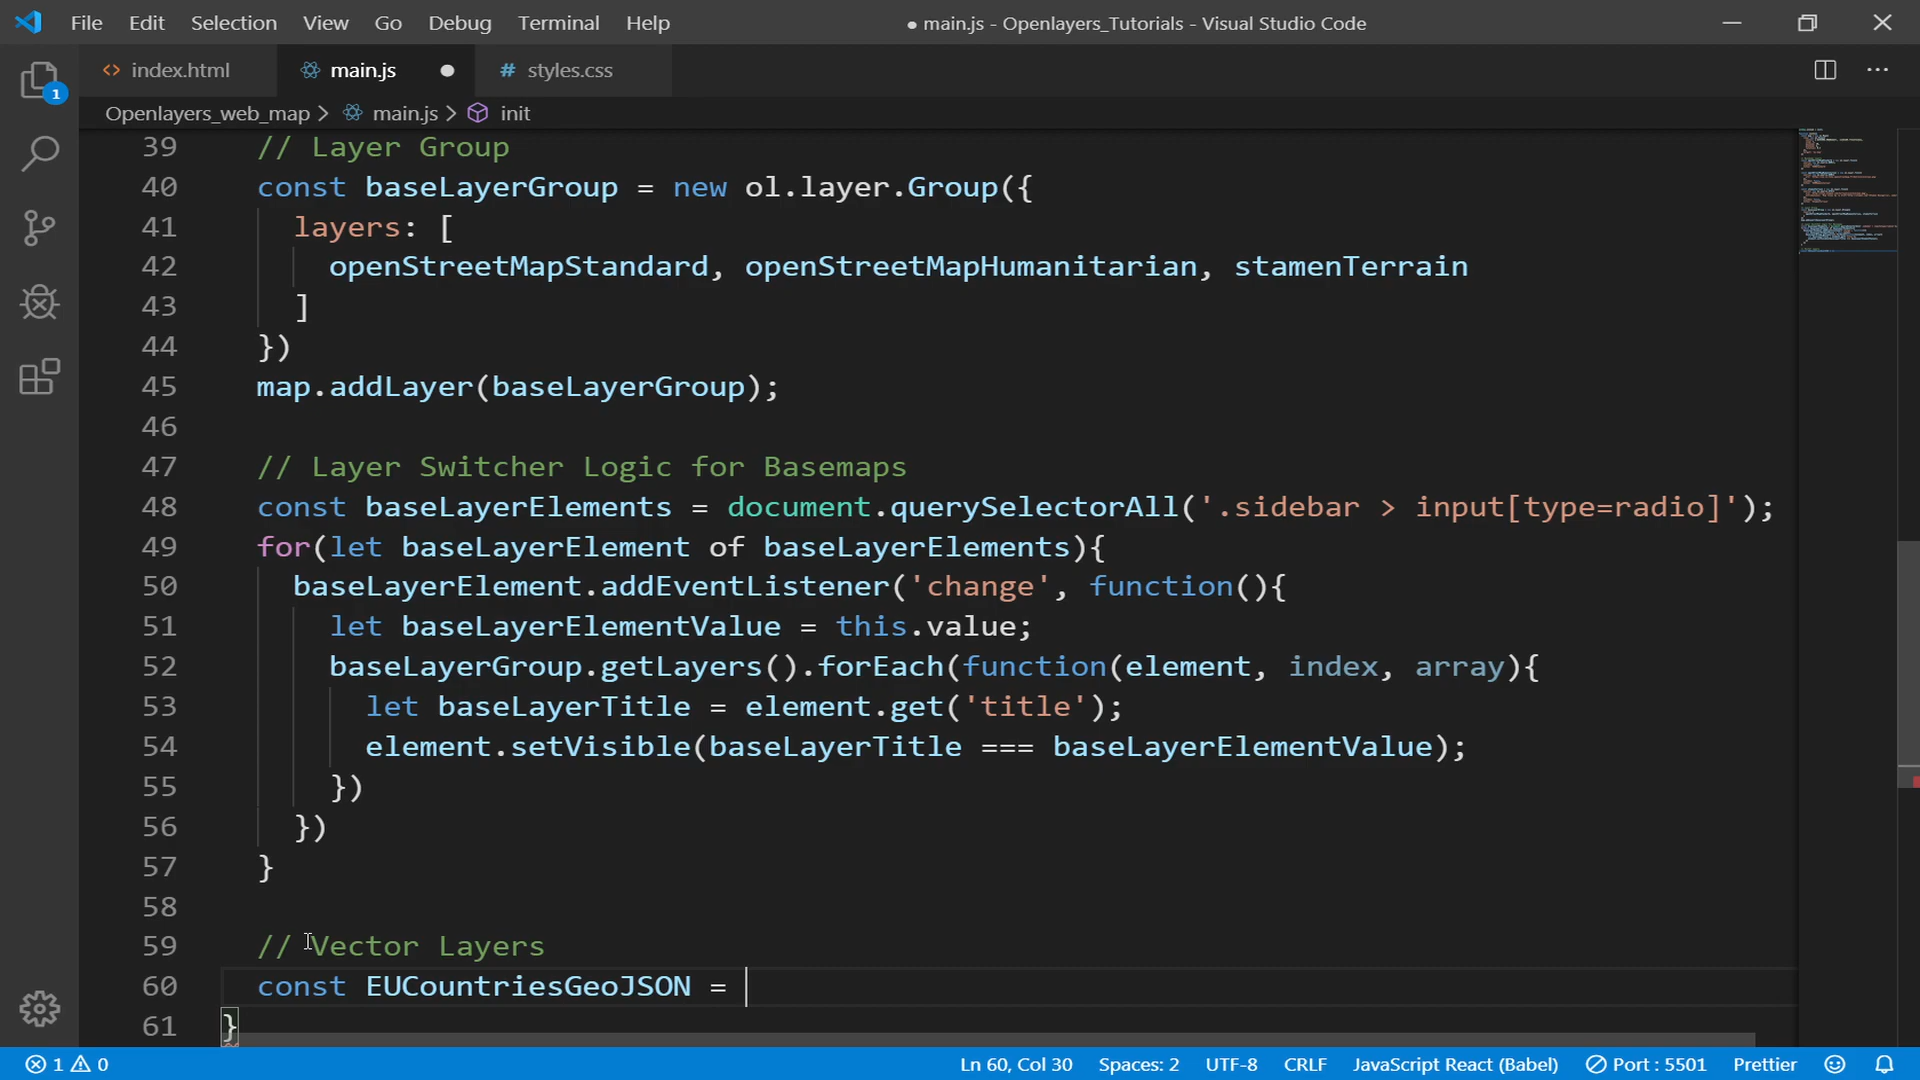 File Edit Selection View Go Debug Terminal Help
● main.js - Openlayers_Tutorials - Visual Studio Code
<> index.html
main.js ●
# styles.css
1
Openlayers_web_map > main.js > init
39 // Layer Group
40 const baseLayerGroup = new ol.layer.Group({
41 layers: [
42 openStreetMapStandard, openStreetMapHumanitarian, stamenTerrain
43 ]
44 })
45 map.addLayer(baseLayerGroup);
46
47 // Layer Switcher Logic for Basemaps
48 const baseLayerElements = document.querySelectorAll('.sidebar > input[type=radio]');
49 for(let baseLayerElement of baseLayerElements){
50 baseLayerElement.addEventListener('change', function(){
51 let baseLayerElementValue = this.value;
52 baseLayerGroup.getLayers().forEach(function(element, index, array){
53 let baseLayerTitle = element.get('title');
54 element.setVisible(baseLayerTitle === baseLayerElementValue);
55 })
56 })
57 }
58
59 // Vector Layers
60 const EUCountriesGeoJSON =
61 }
1 0 Ln 60, Col 30 Spaces: 2 UTF-8 CRLF JavaScript React (Babel) Port : 5501 Prettier